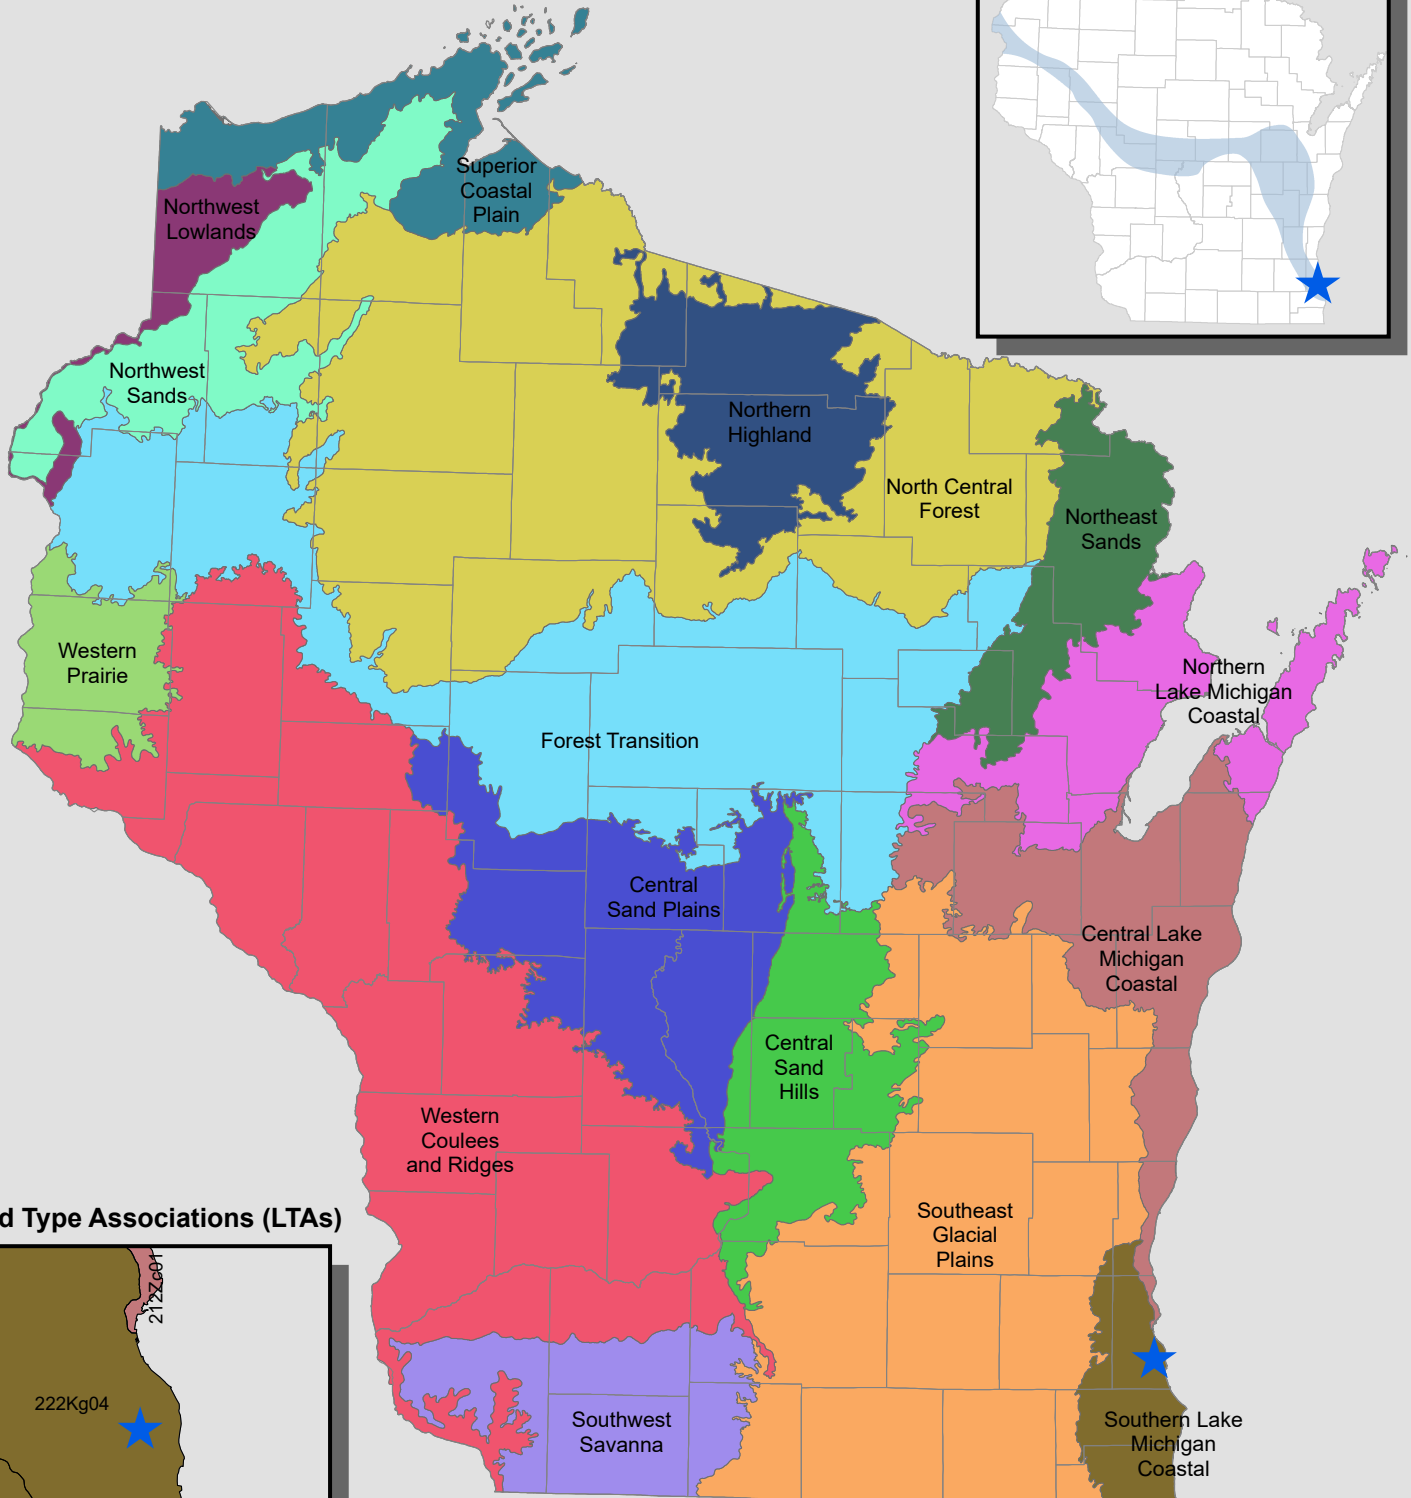 Superior
Coastal
Plain
Northwest
Lowlands
Northwest
Sands
Northern
Highland
North Central
Forest
Northeast
Sands
Western
Prairie
Northern
Lake Michigan
Coastal
Forest Transition
Central
Sand Plains
Central Lake
Michigan
Coastal
Central
Sand
Hills
Western
Coulees
and Ridges
Southeast
Glacial
Plains
d Type Associations (LTAs)
212Zc01
222Kg04
Southwest
Savanna
Southern Lake
Michigan
Coastal